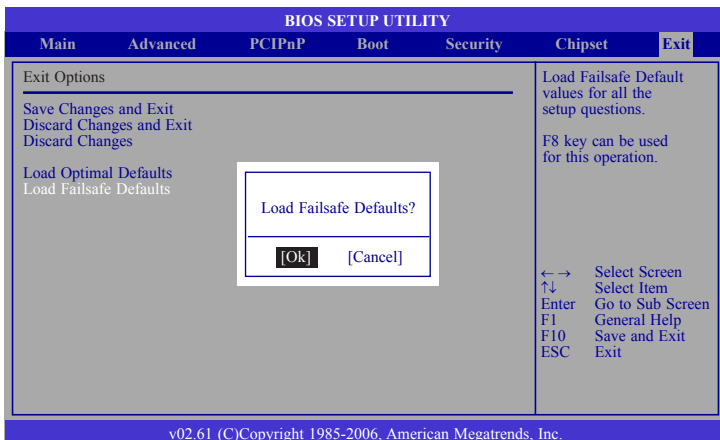 BIOS SETUP UTILITY
Main Advanced PCIPnP Boot Security Chipset Exit
Exit Options
Save Changes and Exit
Discard Changes and Exit
Discard Changes
Load Optimal Defaults
Load Failsafe Defaults
Load Failsafe Defaults?
[Ok] [Cancel]
Load Failsafe Default
values for all the
setup questions.
F8 key can be used
for this operation.
←→ Select Screen
↑↓ Select Item
Enter Go to Sub Screen
F1 General Help
F10 Save and Exit
ESC Exit
v02.61 (C)Copyright 1985-2006, American Megatrends, Inc.